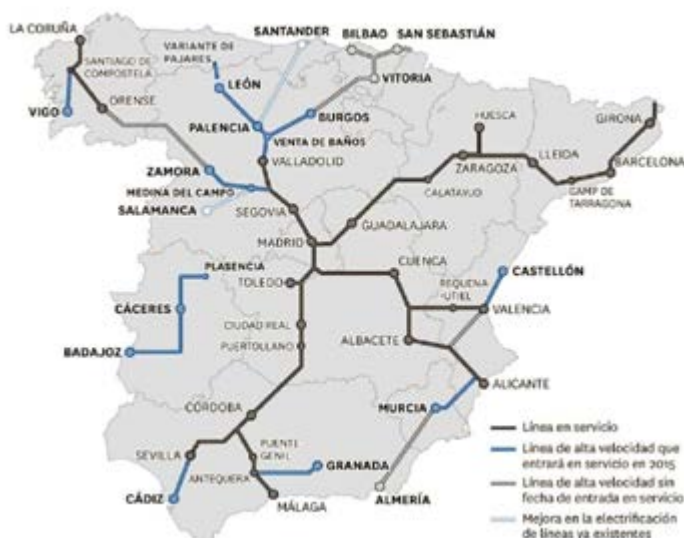 LA CORUÑA
SANTANDER
BILBAO
SAN SEBASTIÁN
VARIANTE DE
PAJARES
SANTIAGO DE
COMPOSTELA
LEÓN
VITORIA
VIGO
ORENSE
PALENCIA
BURGOS
HUESCA
GIRONA
VENTA DE BAÑOS
ZAMORA
VALLADOLID
ZARAGOZA
LLEIDA
BARCELONA
MEDINA DEL CAMPO
CALATAYUD
CAMP DE
TARRAGONA
SALAMANCA
SEGOVIA
GUADALAJARA
MADRID
PLASENCIA
CUENCA
CASTELLÓN
TOLEDO
REQUENA
-UTIEL
CÁCERES
VALENCIA
CIUDAD REAL
ALBACETE
BADAJOZ
PUERTOLLANO
ALICANTE
CÓRDOBA
MURCIA
SEVILLA
PUENTE
GENIL
GRANADA
ANTEQUERA
CÁDIZ
MÁLAGA
ALMERÍA
Línea en servicio
Línea de alta velocidad que
entrará en servicio en 2015
Línea de alta velocidad sin
fecha de entrada en servicio
Mejora en la electrificación
de líneas ya existentes